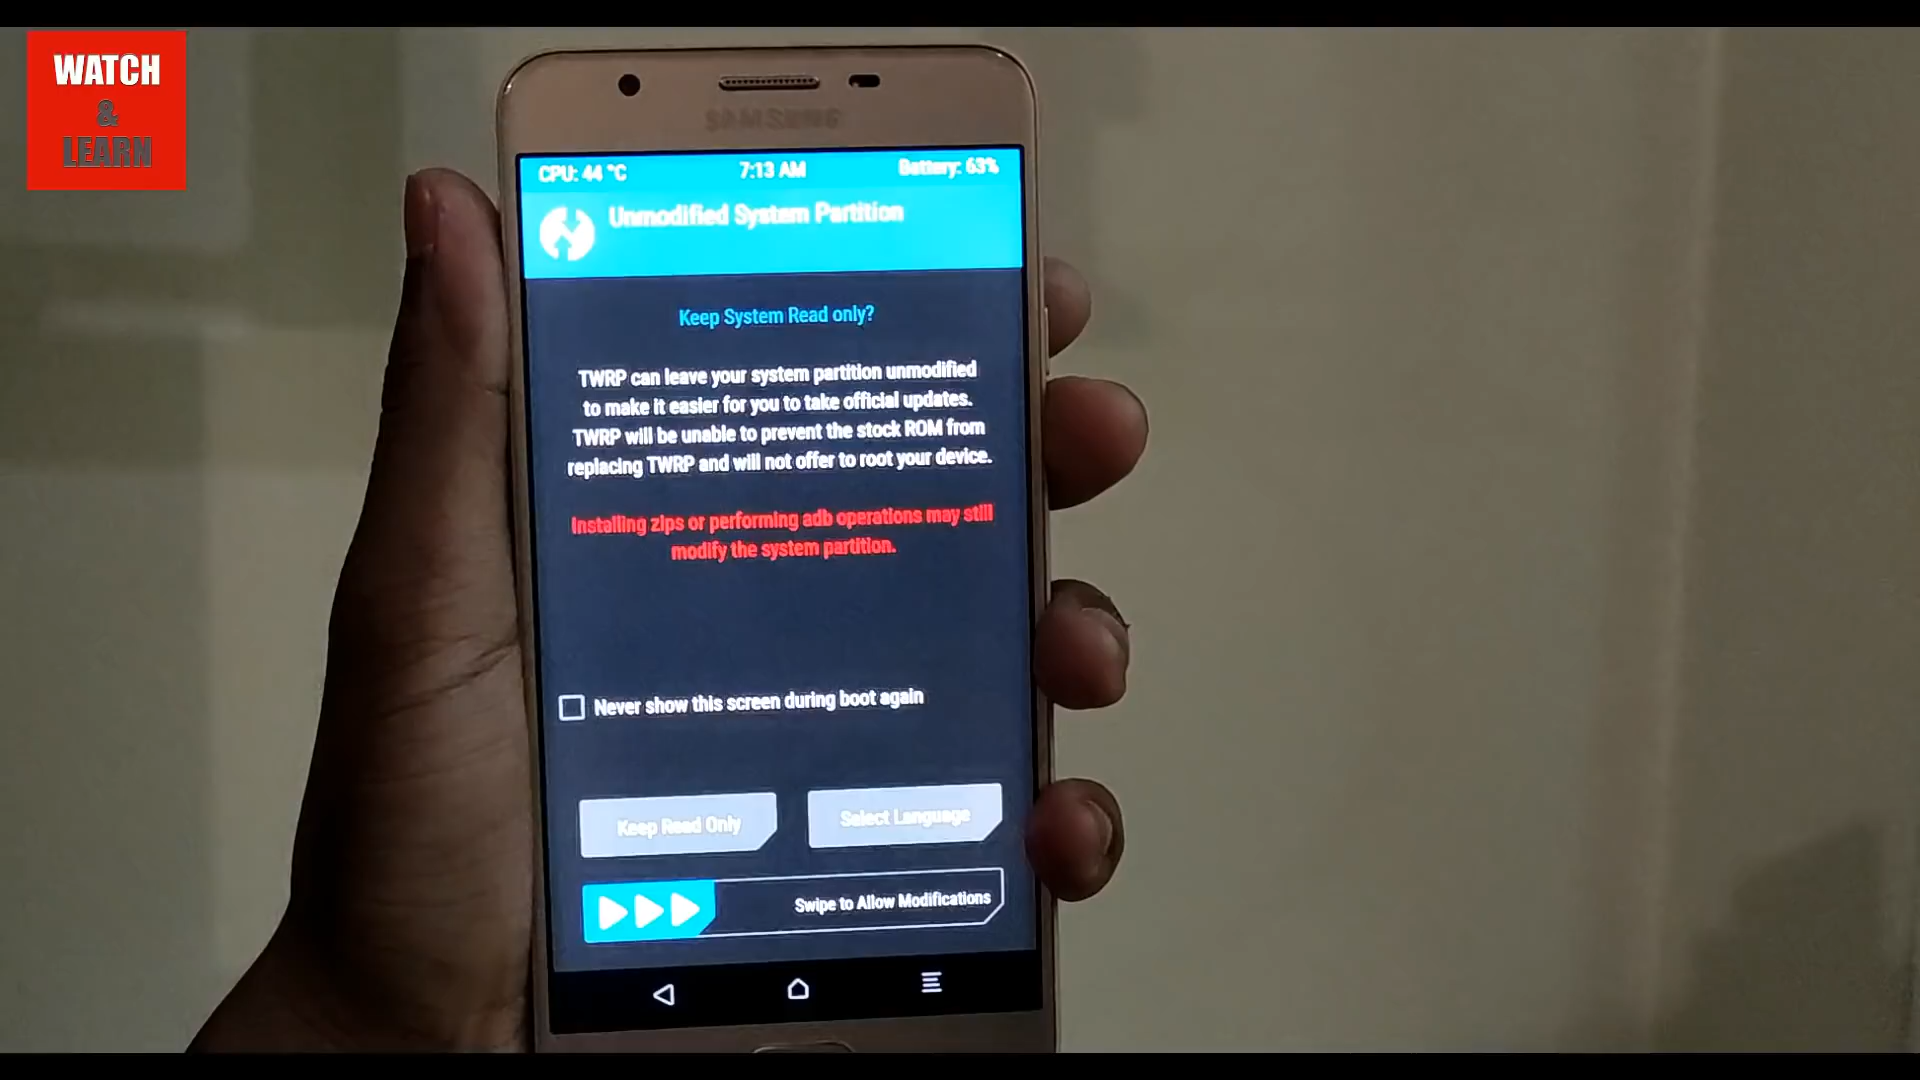 WATCH
&
LEARN
SAMSUNG
CPU: 44 °C 7:13 AM Battery: 63%
Unmodified System Partition
Keep System Read only?
TWRP can leave your system partition unmodified
to make it easier for you to take official updates.
TWRP will be unable to prevent the stock ROM from
replacing TWRP and will not offer to root your device.
Installing zips or performing adb operations may still
modify the system partition.
Never show this screen during boot again
Keep Read Only Select Language
Swipe to Allow Modifications